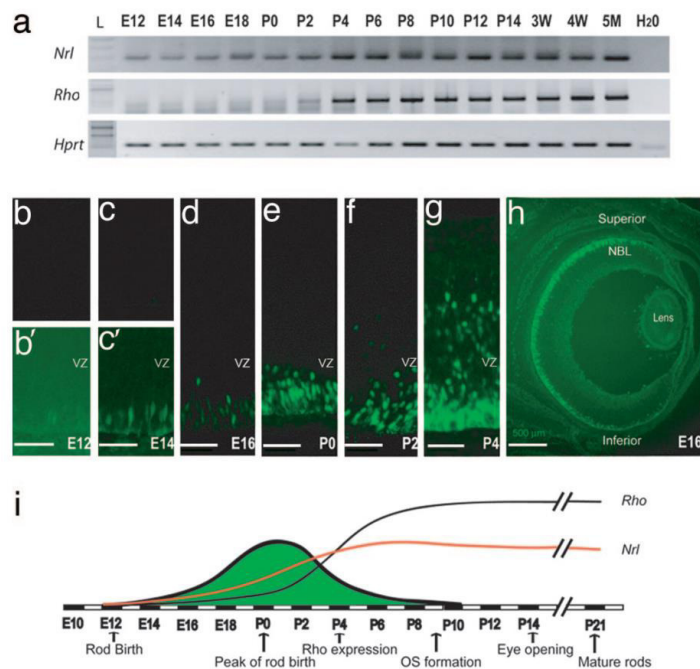 a
L E12 E14 E16 E18 P0 P2 P4 P6 P8 P10 P12 P14 3W 4W 5M H20
Nrl
Rho
Hprt
b c d e f g h
Superior
NBL
Lens
b' c'
VZ VZ VZ VZ VZ VZ
E12 E14 E16 P0 P2 P4
500 µm
Inferior
E16
i
Rho
Nrl
E10 E12 E14 E16 E18 P0 P2 P4 P6 P8 P10 P12 P14 P21
Rod Birth Rho expression Eye opening
Peak of rod birth OS formation Mature rods